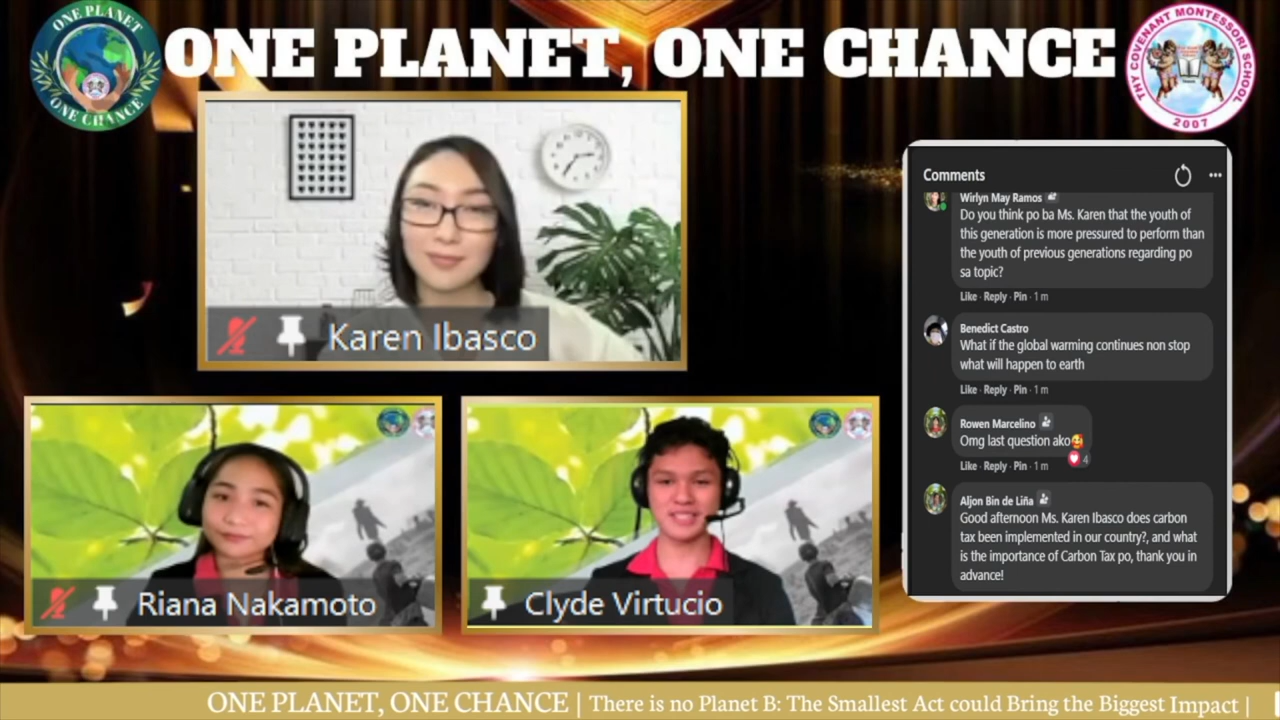 ONE PLANET
ONE CHANCE
ONE PLANET, ONE CHANCE
THY COVENANT MONTESSORI SCHOOL
2007
Karen Ibasco
Riana Nakamoto
Clyde Virtucio
Comments
Wirlyn May Ramos
Do you think po ba Ms. Karen that the youth of
this generation is more pressured to perform than
the youth of previous generations regarding po
sa topic?
Like · Reply · Pin · 1 m
Benedict Castro
What if the global warming continues non stop
what will happen to earth
Like · Reply · Pin · 1 m
Rowen Marcelino
Omg last question ako🥰
4
Like · Reply · Pin · 1 m
Aljon Bin de Liña
Good afternoon Ms. Karen Ibasco does carbon
tax been implemented in our country?, and what
is the importance of Carbon Tax po, thank you in
advance!
ONE PLANET, ONE CHANCE | There is no Planet B: The Smallest Act could Bring the Biggest Impact |